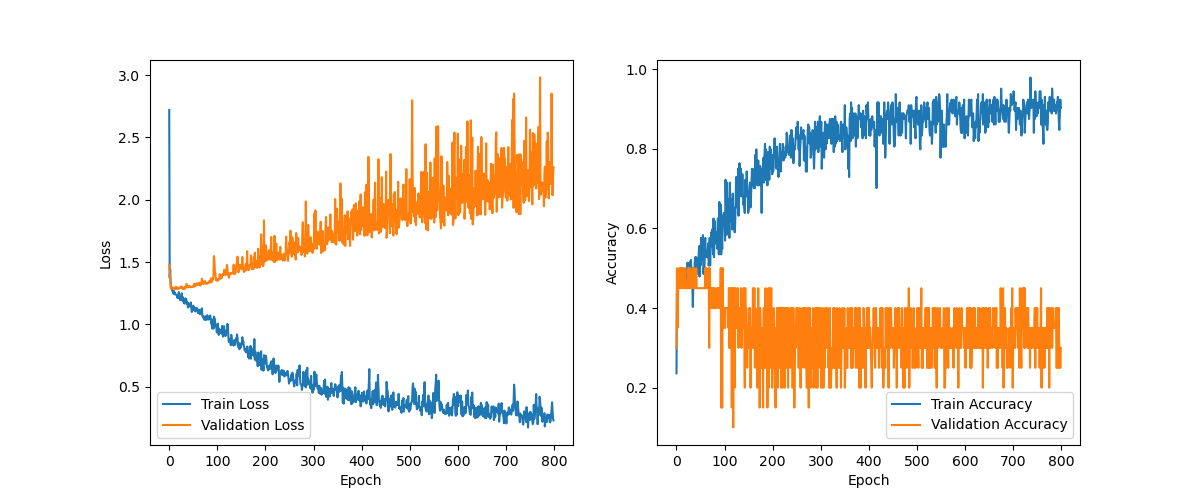 3.0
2.5
2.0
1.5
1.0
0.5
Loss
0 100 200 300 400 500 600 700 800
Epoch
Train Loss
Validation Loss
1.0
0.8
0.6
0.4
0.2
Accuracy
0 100 200 300 400 500 600 700 800
Epoch
Train Accuracy
Validation Accuracy